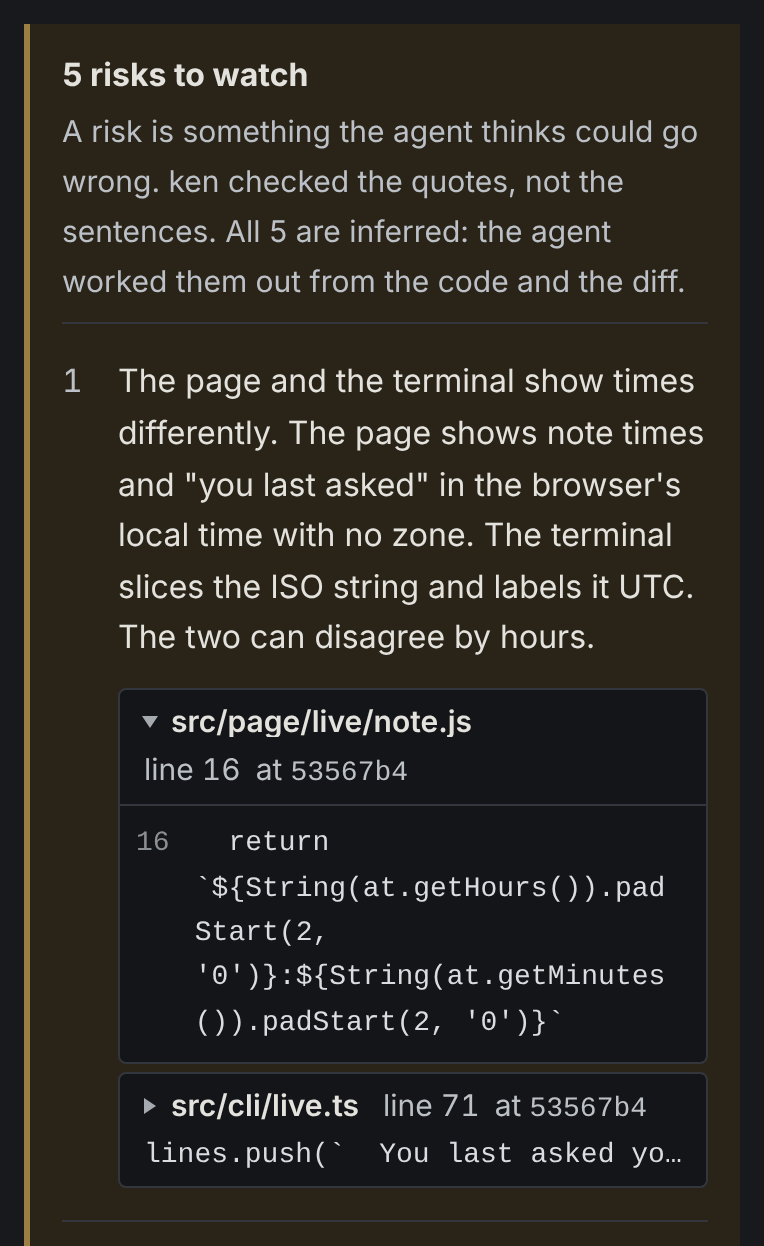 5 risks to watch
A risk is something the agent thinks could go
wrong. ken checked the quotes, not the
sentences. All 5 are inferred: the agent
worked them out from the code and the diff.
1 The page and the terminal show times
differently. The page shows note times
and "you last asked" in the browser's
local time with no zone. The terminal
slices the ISO string and labels it UTC.
The two can disagree by hours.
src/page/live/note.js
line 16 at 53567b4
16 return
`${String(at.getHours()).pad
Start(2,
'0')}:${String(at.getMinutes
()).padStart(2, '0')}`
src/cli/live.ts line 71 at 53567b4
lines.push(` You last asked yo…